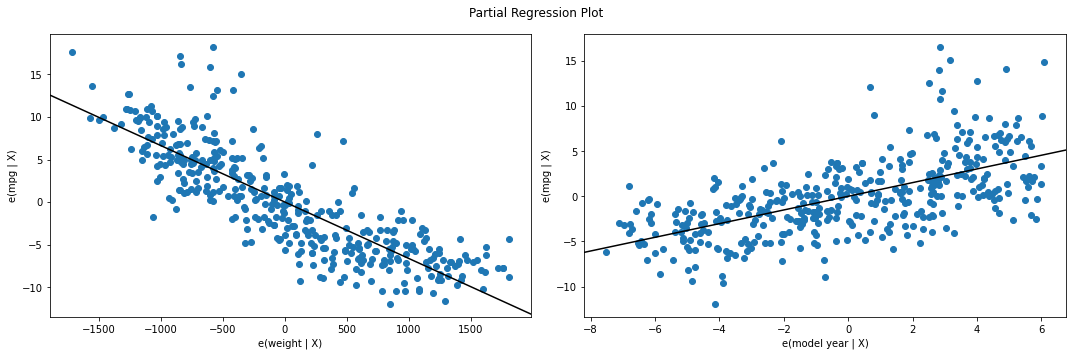 Partial Regression Plot
e(mpg | X)
15
10
5
0
−5
−10
−1500 −1000 −500 0 500 1000 1500
e(weight | X)
e(mpg | X)
15
10
5
0
−5
−10
−8 −6 −4 −2 0 2 4 6
e(model year | X)